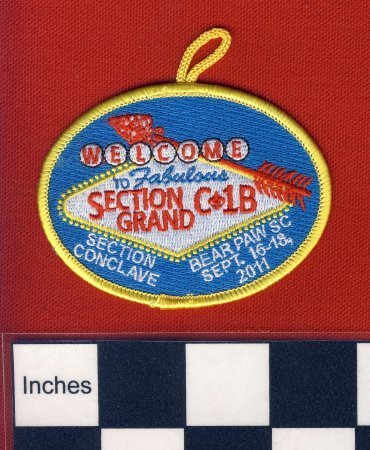 WELCOME
TO Fabulous
SECTION C-1B
GRAND
SECTION
CONCLAVE
BEAR PAW SC
SEPT. 16-18,
2011
Inches